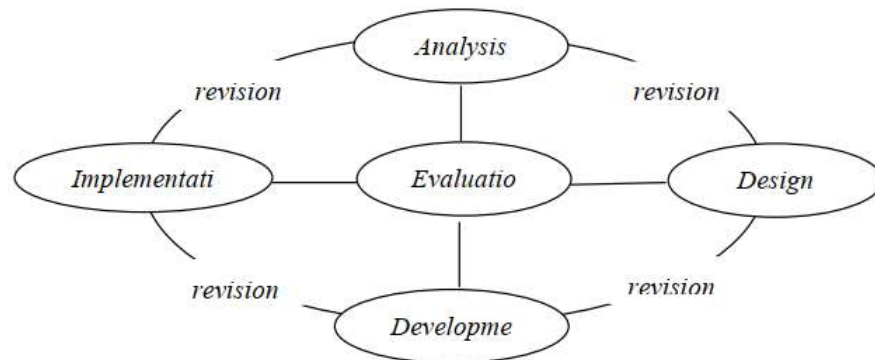 Analysis
revision
revision
Implementati
Evaluatio
Design
revision
revision
Developme